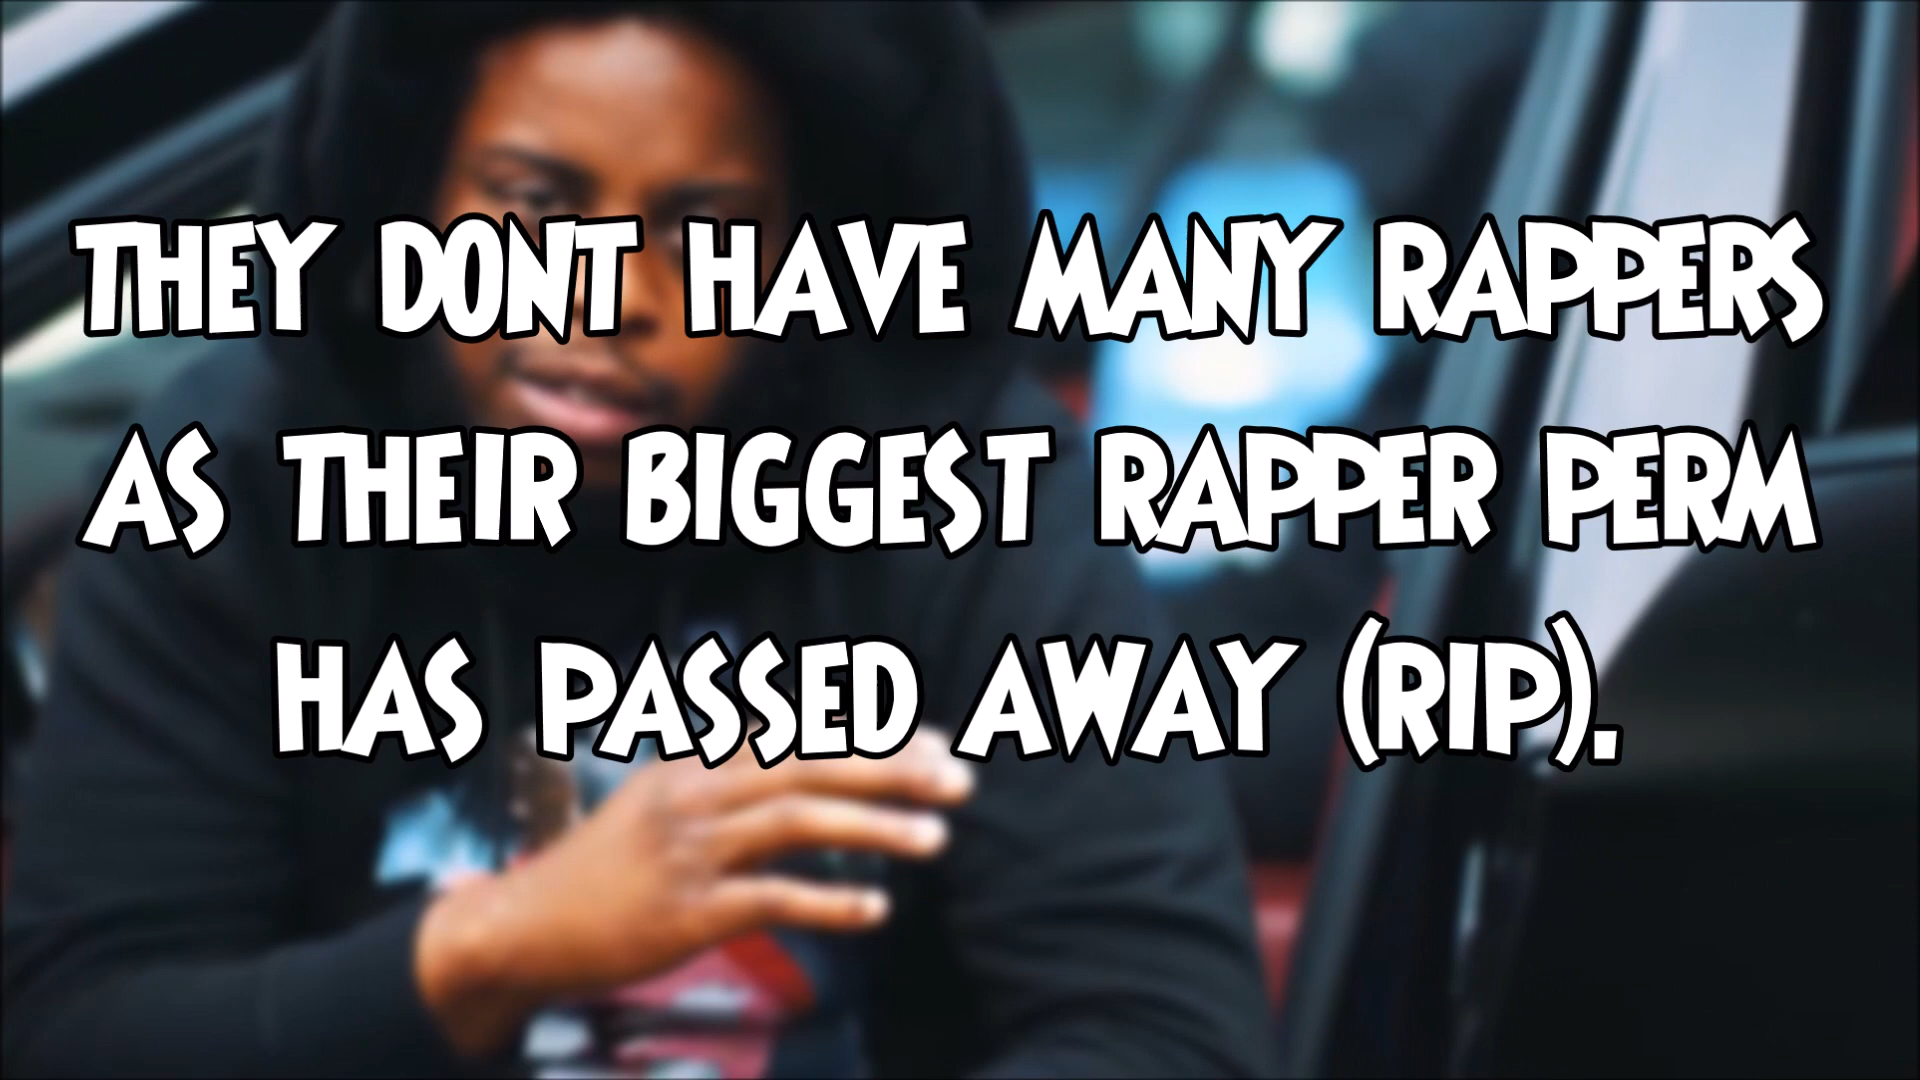 THEY DONT HAVE MANY RAPPERS
AS THEIR BIGGEST RAPPER PERM
HAS PASSED AWAY (RIP).